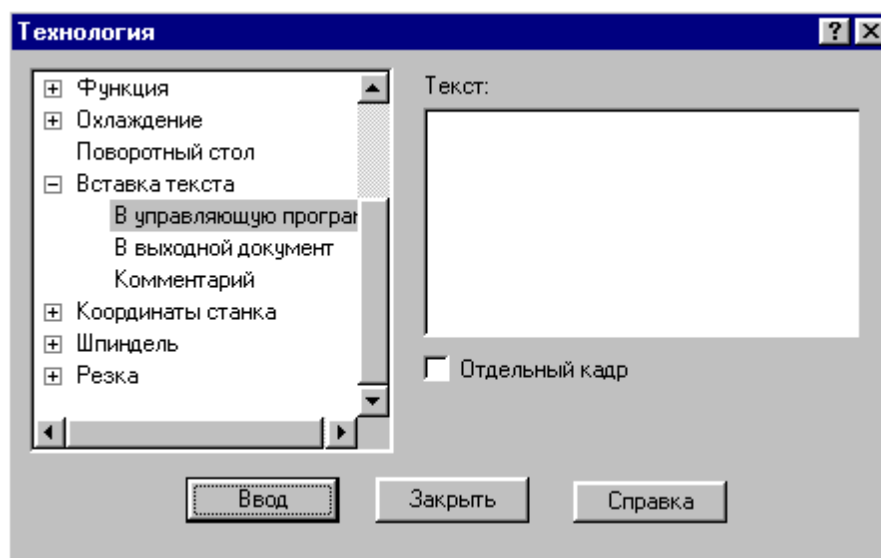 Технология
Функция
Охлаждение
Поворотный стол
Вставка текста
В управляющую програм
В выходной документ
Комментарий
Координаты станка
Шпиндель
Резка
Текст:
Отдельный кадр
Ввод
Закрыть
Справка